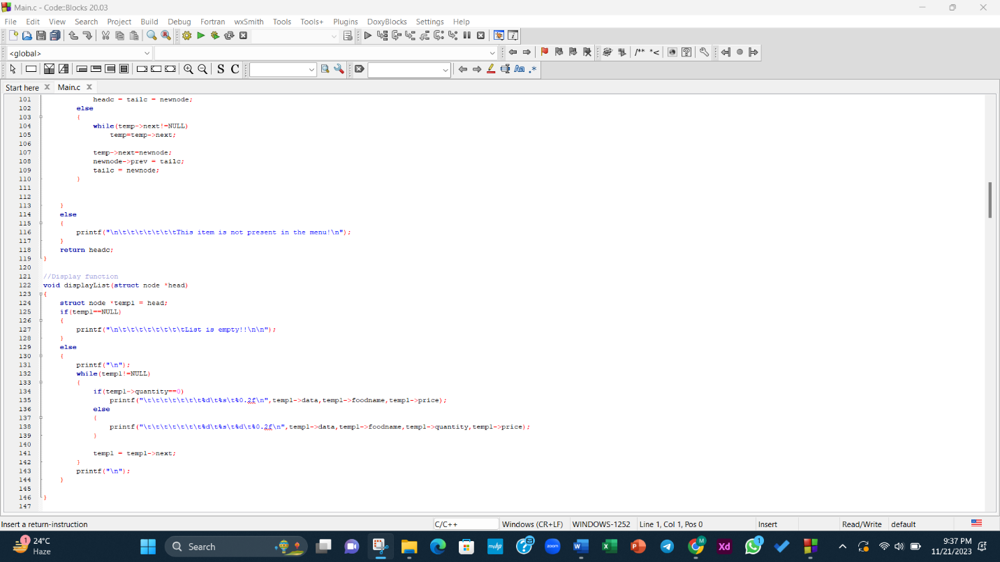 Main.c - Code::Blocks 20.03
File Edit View Search Project Build Debug Fortran wxSmith Tools Tools+ Plugins DoxyBlocks Settings Help
<global>
/** *<
S C
Aa .*
Start here Main.c
101 headc = tailc = newnode;
102 else
103 {
104 while(temp->next!=NULL)
105 temp=temp->next;
106
107 temp->next=newnode;
108 newnode->prev = tailc;
109 tailc = newnode;
110 }
111
112
113 }
114 else
115 {
116 printf("\n\t\t\t\t\t\t\tThis item is not present in the menu!\n");
117 }
118 return headc;
119 }
120
121 //Display function
122 void displayList(struct node *head)
123 {
124 struct node *temp1 = head;
125 if(temp1==NULL)
126 {
127 printf("\n\t\t\t\t\t\t\t\tList is empty!!\n\n");
128 }
129 else
130 {
131 printf("\n");
132 while(temp1!=NULL)
133 {
134 if(temp1->quantity==0)
135 printf("\t\t\t\t\t\t\t%d\t%s\t%0.2f\n",temp1->data,temp1->foodname,temp1->price);
136 else
137 {
138 printf("\t\t\t\t\t\t\t%d\t%s\t%d\t%0.2f\n",temp1->data,temp1->foodname,temp1->quantity,temp1->price);
139 }
140
141 temp1 = temp1->next;
142 }
143 printf("\n");
144 }
145
146 }
147
Insert a return-instruction C/C++ Windows (CR+LF) WINDOWS-1252 Line 1, Col 1, Pos 0 Insert Read/Write default
1 24°C
Haze
Search
myhp
zoom
W X P M Xd 1
9:37 PM
11/21/2023